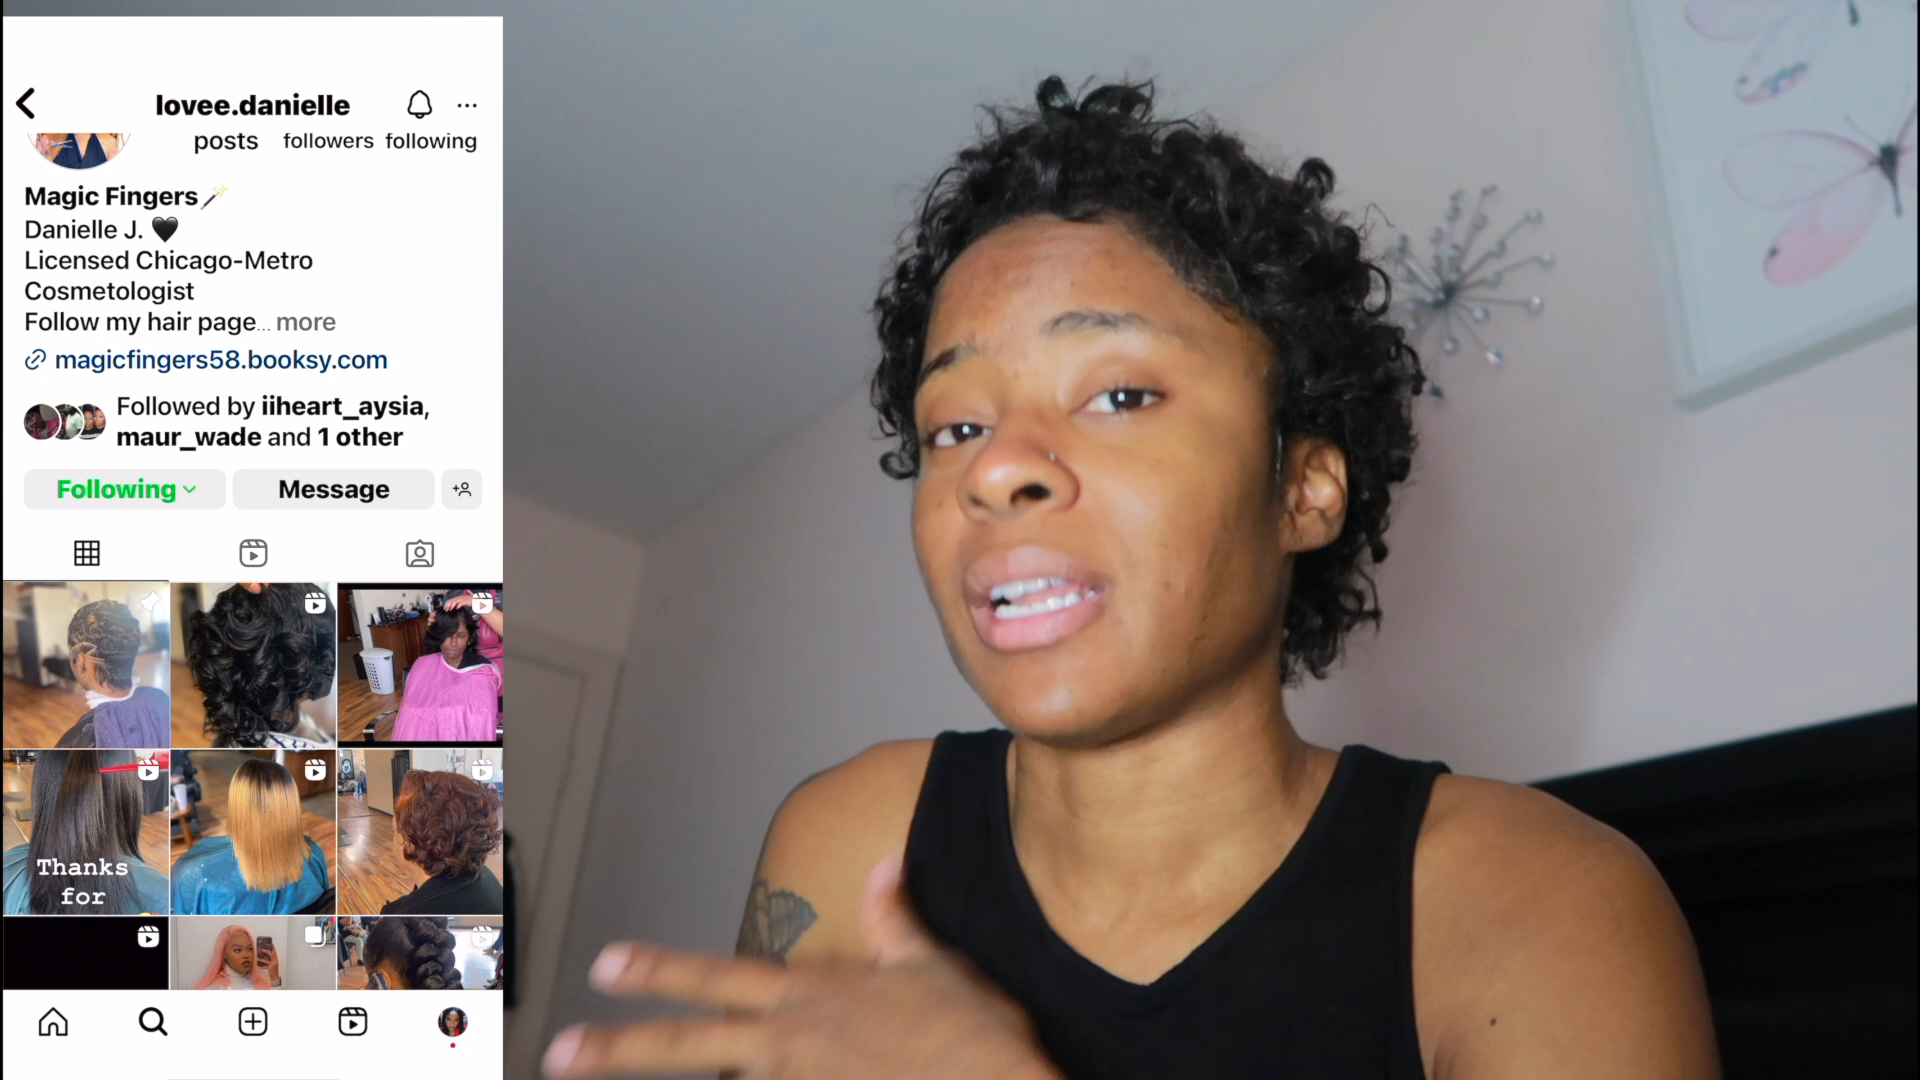 lovee.danielle
posts followers following
Magic Fingers🪄
Danielle J. 🖤
Licensed Chicago-Metro
Cosmetologist
Follow my hair page... more
magicfingers58.booksy.com
Followed by iiheart_aysia,
maur_wade and 1 other
Following Message
Thanks
for